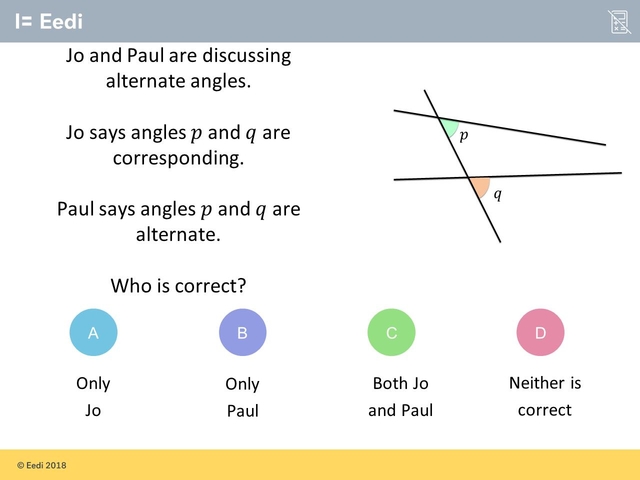 Eedi
Jo and Paul are discussing
alternate angles.
Jo says angles p and q are
corresponding.
Paul says angles p and q are
alternate.
Who is correct?
p
q
A
B
C
D
Only
Jo
Only
Paul
Both Jo
and Paul
Neither is
correct
© Eedi 2018